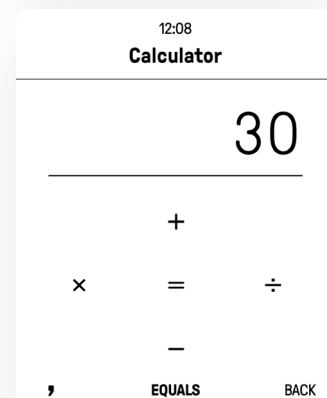 12:08
Calculator
30
+
× = ÷
−
, EQUALS BACK